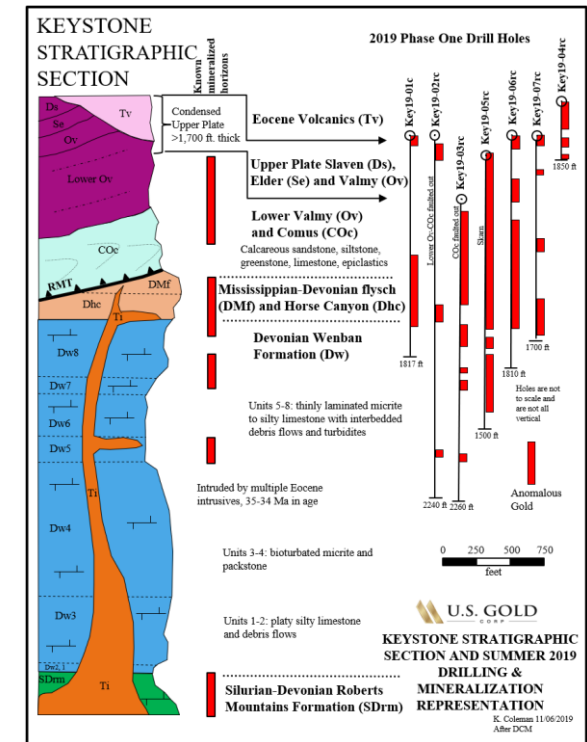 KEYSTONE
STRATIGRAPHIC
SECTION
Known
mineralized
horizons
2019 Phase One Drill Holes
Key19-01c
Key19-02rc
Key19-03rc
Key19-05rc
Key19-06rc
Key19-07rc
Key19-04rc
Ds
Se
Ov
Tv
Lower Ov
COc
RMT
DMf
Dhc
Ti
Dw8
Dw7
Dw6
Dw5
Ti
Dw4
Dw3
Dw2, 1
SDrm
Ti
Condensed
Upper Plate
>1,700 ft. thick
Eocene Volcanics (Tv)
Upper Plate Slaven (Ds),
Elder (Se) and Valmy (Ov)
Lower Valmy (Ov)
and Comus (COc)
Calcareous sandstone, siltstone,
greenstone, limestone, epiclastics
Mississippian-Devonian flysch
(DMf) and Horse Canyon (Dhc)
Devonian Wenban
Formation (Dw)
Units 5-8: thinly laminated micrite
to silty limestone with interbedded
debris flows and turbidites
Intruded by multiple Eocene
intrusives, 35-34 Ma in age
Units 3-4: bioturbated micrite and
packstone
Units 1-2: platy silty limestone
and debris flows
Silurian-Devonian Roberts
Mountains Formation (SDrm)
Lower Ov-COc faulted out
COc faulted out
Skarn
1850 ft
1817 ft
2240 ft
2260 ft
1500 ft
1810 ft
1700 ft
Holes are not
to scale and
are not all
vertical
Anomalous
Gold
0 250 500 750
feet
U.S. GOLD
CORP
KEYSTONE STRATIGRAPHIC
SECTION AND SUMMER 2019
DRILLING &
MINERALIZATION
REPRESENTATION
K. Coleman 11/06/2019
After DCM